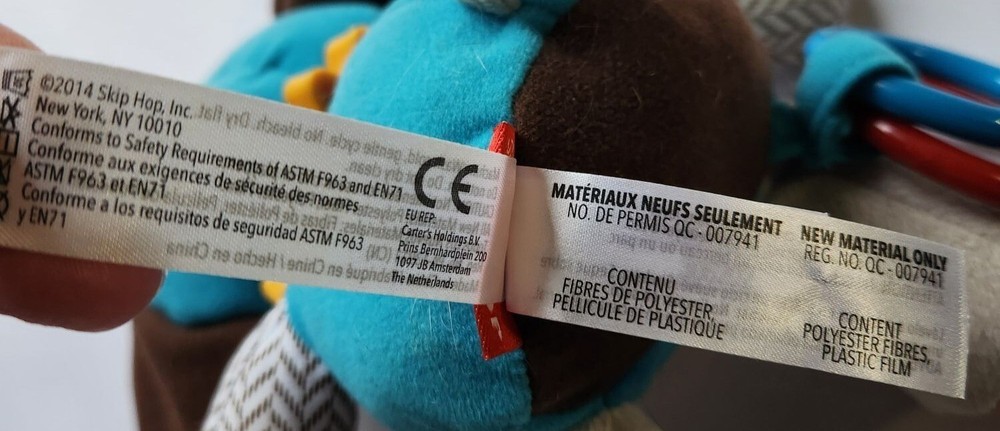 ©2014 Skip Hop, Inc.
New York, NY 10010
Conforms to Safety Requirements of ASTM F963 and EN71
Conforme aux exigences de sécurité des normes
ASTM F963 et EN71
Conforme a los requisitos de seguridad ASTM F963
y EN71
CE
EU REP:
Carter's Holdings B.V.
Prins Bernhardplein 200
1097 JB Amsterdam
The Netherlands
MATÉRIAUX NEUFS SEULEMENT
NO. DE PERMIS QC - 007941
CONTENU
FIBRES DE POLYESTER
PELLICULE DE PLASTIQUE
NEW MATERIAL ONLY
REG. NO. QC - 007941
CONTENT
POLYESTER FIBRES,
PLASTIC FILM